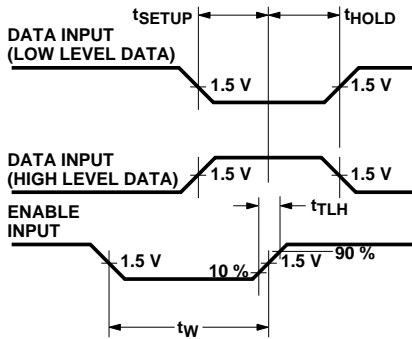 tSETUP tHOLD
DATA INPUT
(LOW LEVEL DATA)
1.5 V 1.5 V
DATA INPUT
(HIGH LEVEL DATA)
1.5 V 1.5 V
tTLH
ENABLE
INPUT
1.5 V 10 % 1.5 V 90 %
tW